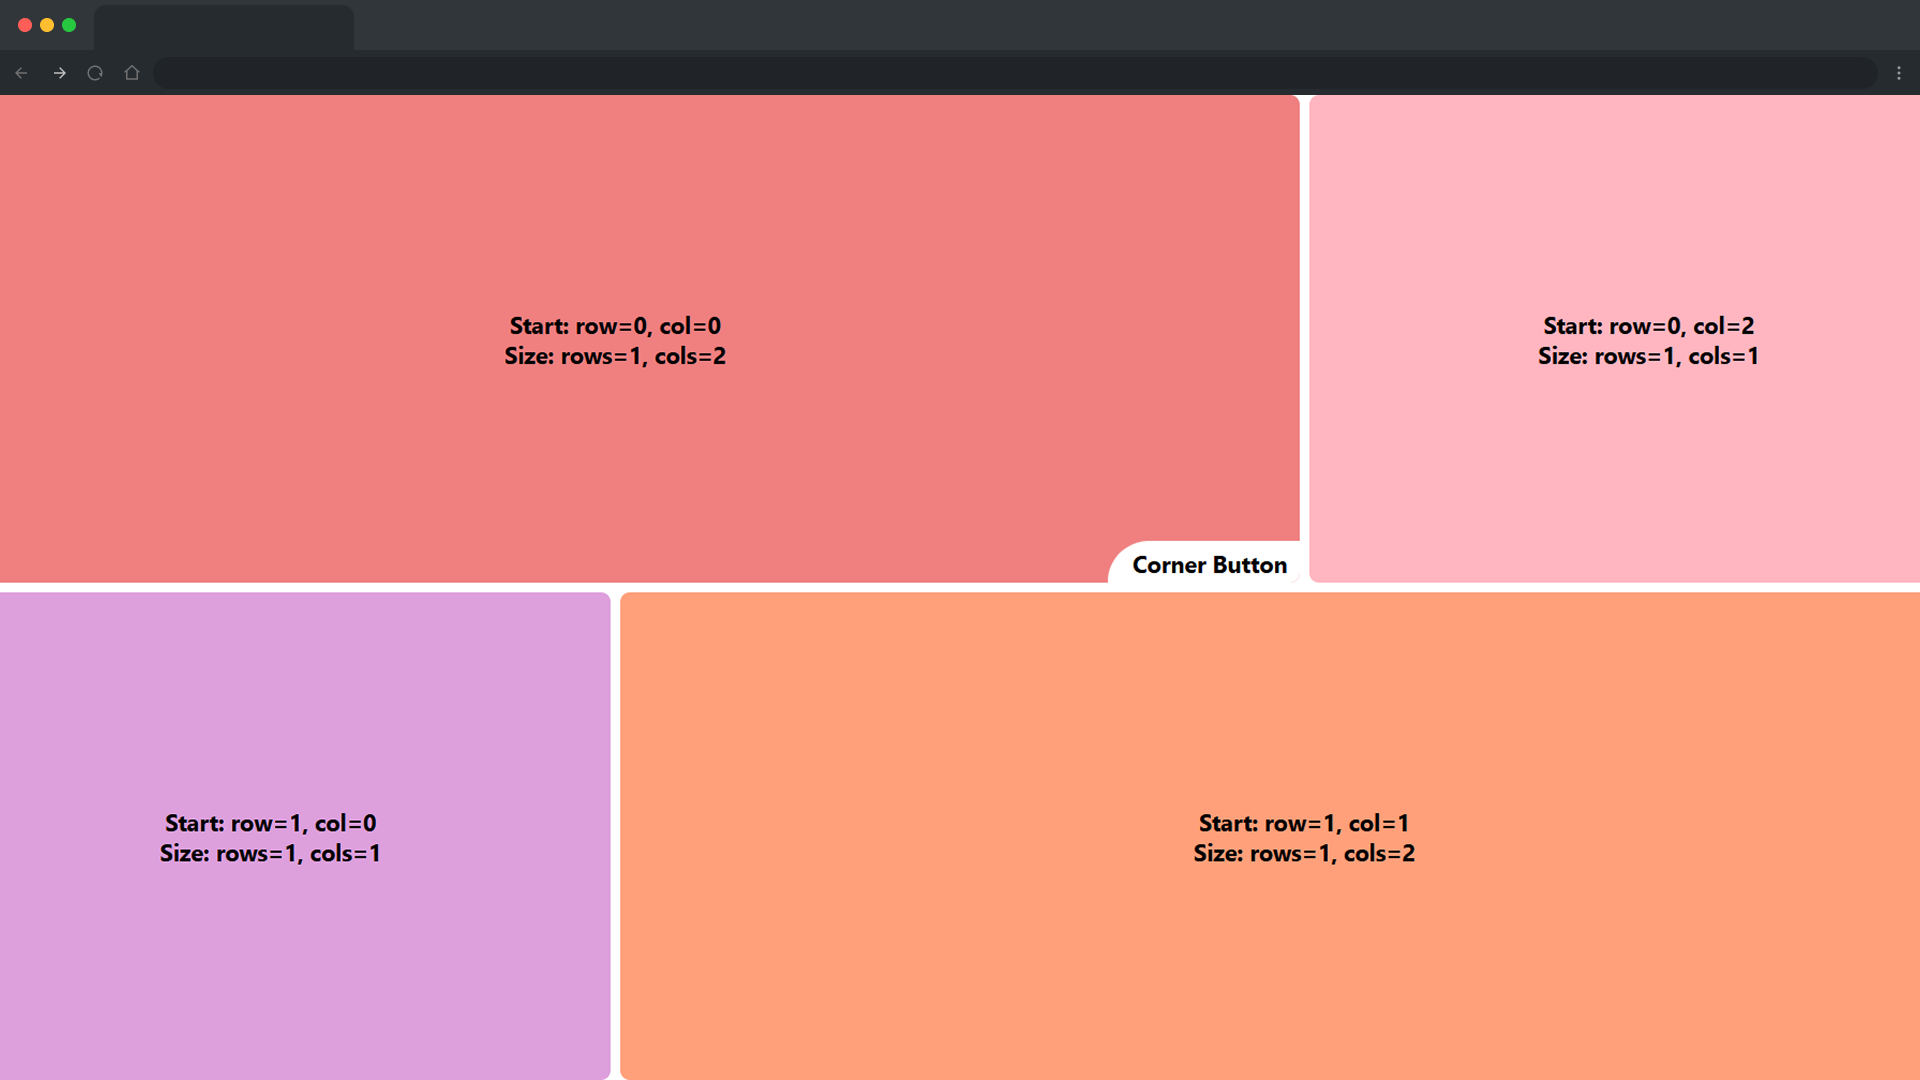 Start: row=0, col=0
Size: rows=1, cols=2
Start: row=0, col=2
Size: rows=1, cols=1
Corner Button
Start: row=1, col=0
Size: rows=1, cols=1
Start: row=1, col=1
Size: rows=1, cols=2